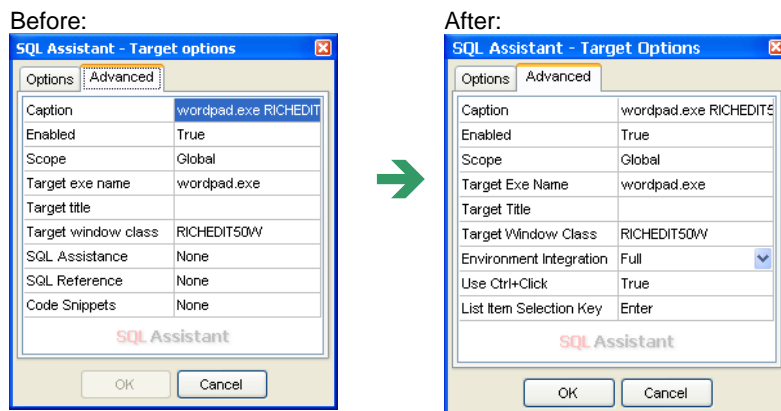 Before:
SQL Assistant - Target options
Options Advanced
Caption wordpad.exe RICHEDIT
Enabled True
Scope Global
Target exe name wordpad.exe
Target title
Target window class RICHEDIT50W
SQL Assistance None
SQL Reference None
Code Snippets None
SQL Assistant
OK Cancel
After:
SQL Assistant - Target Options
Options Advanced
Caption wordpad.exe RICHEDIT5
Enabled True
Scope Global
Target Exe Name wordpad.exe
Target Title
Target Window Class RICHEDIT50W
Environment Integration Full
Use Ctrl+Click True
List Item Selection Key Enter
SQL Assistant
OK Cancel